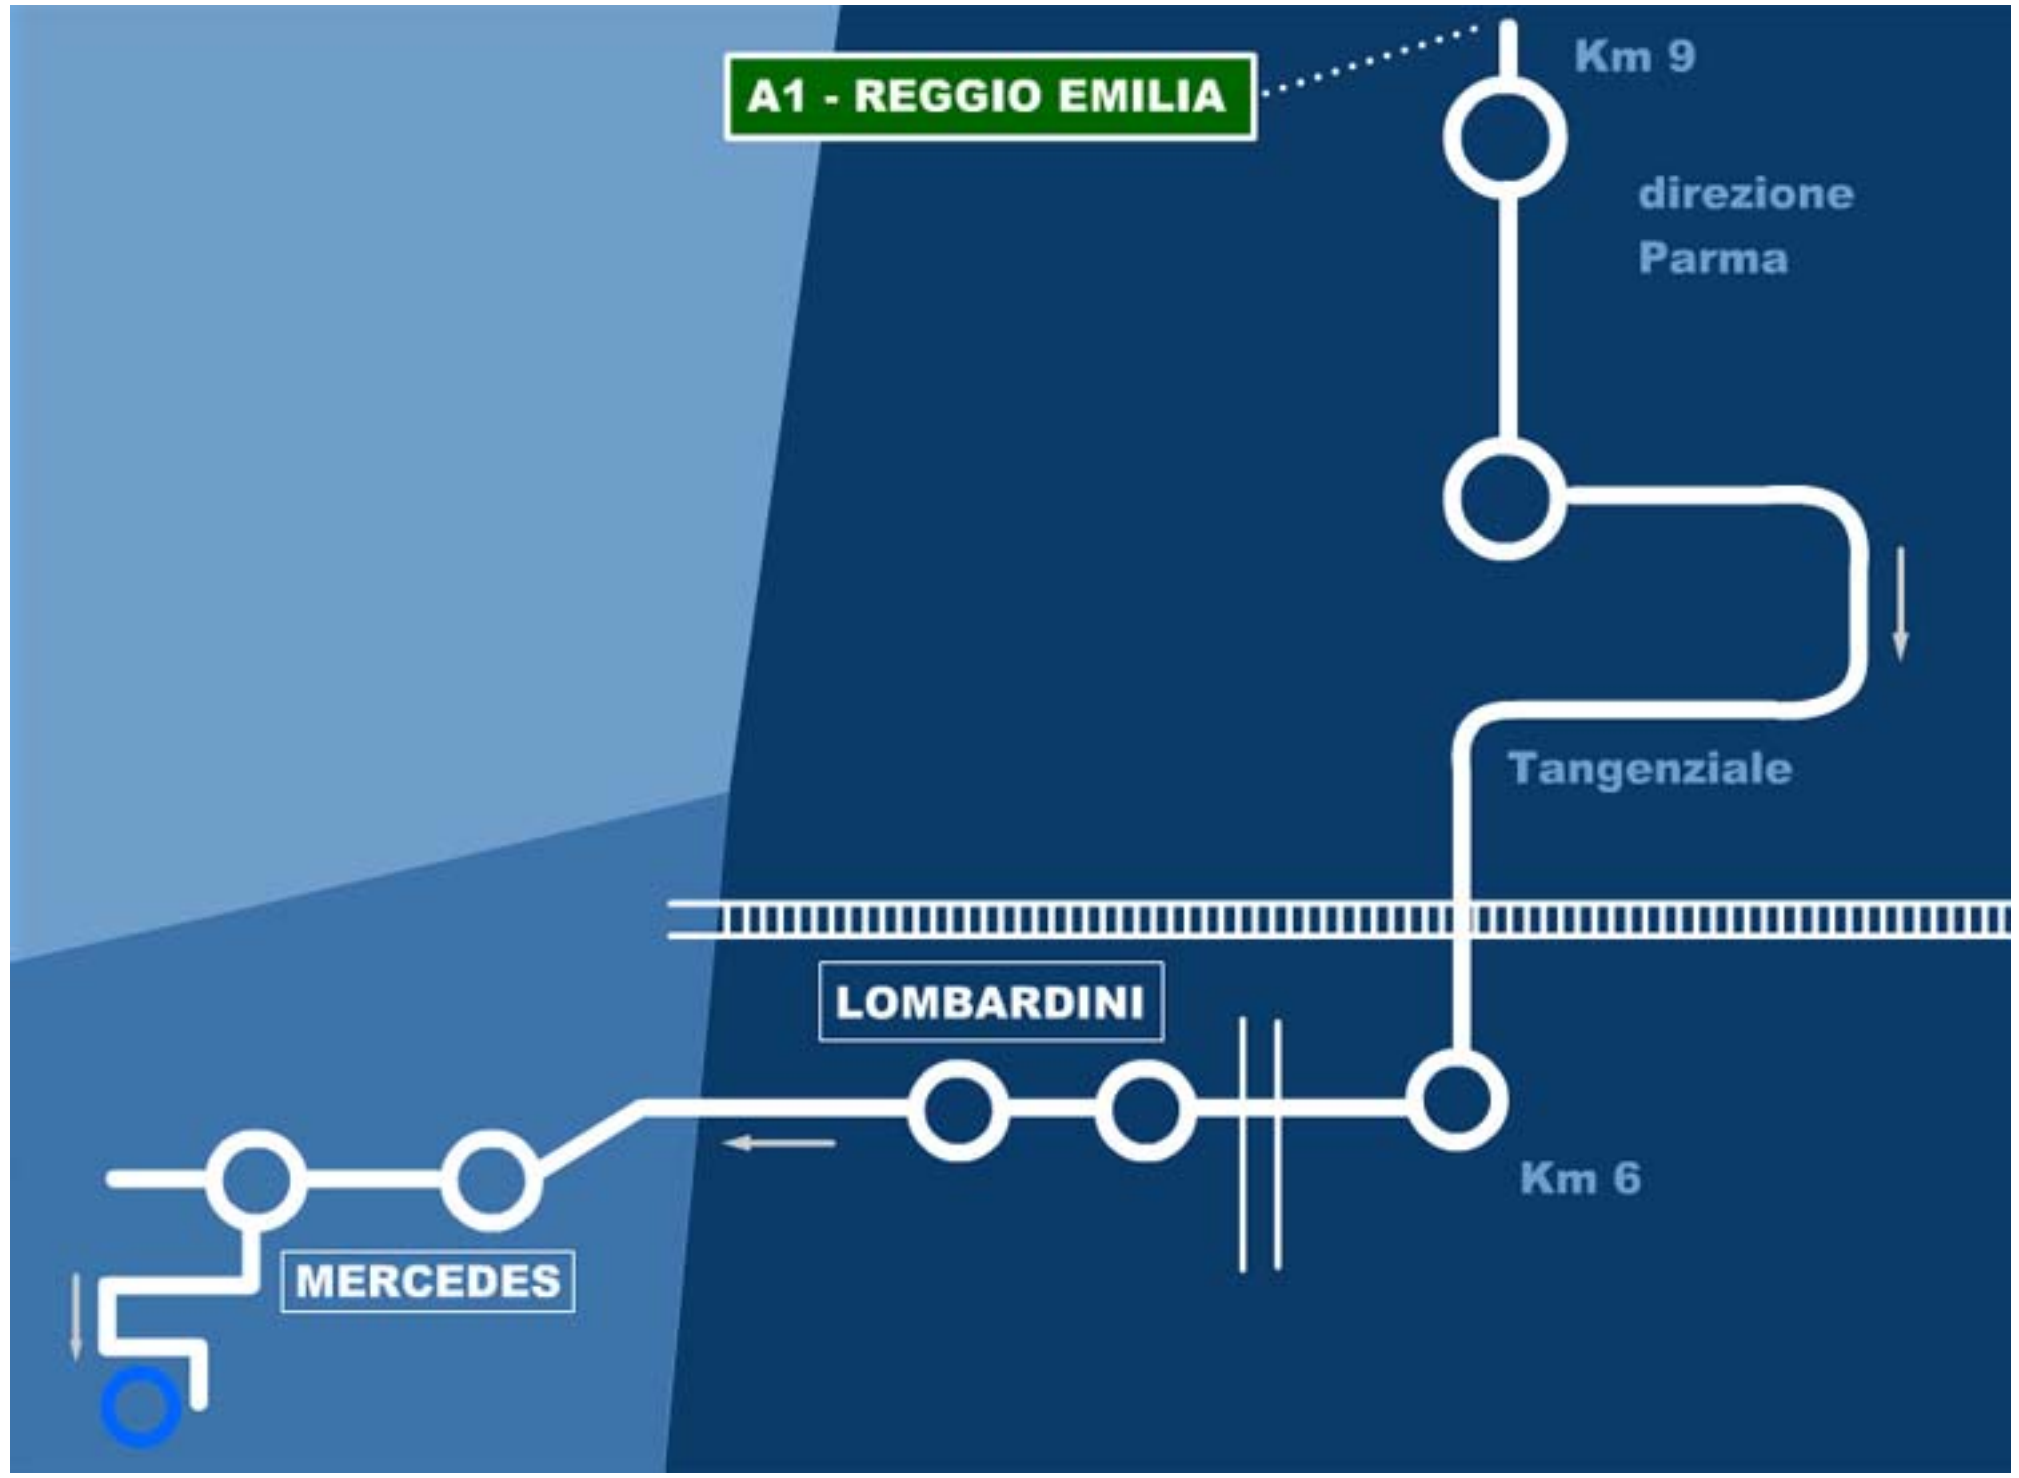 A1 - REGGIO EMILIA
Km 9
direzione
Parma
Tangenziale
LOMBARDINI
Km 6
MERCEDES